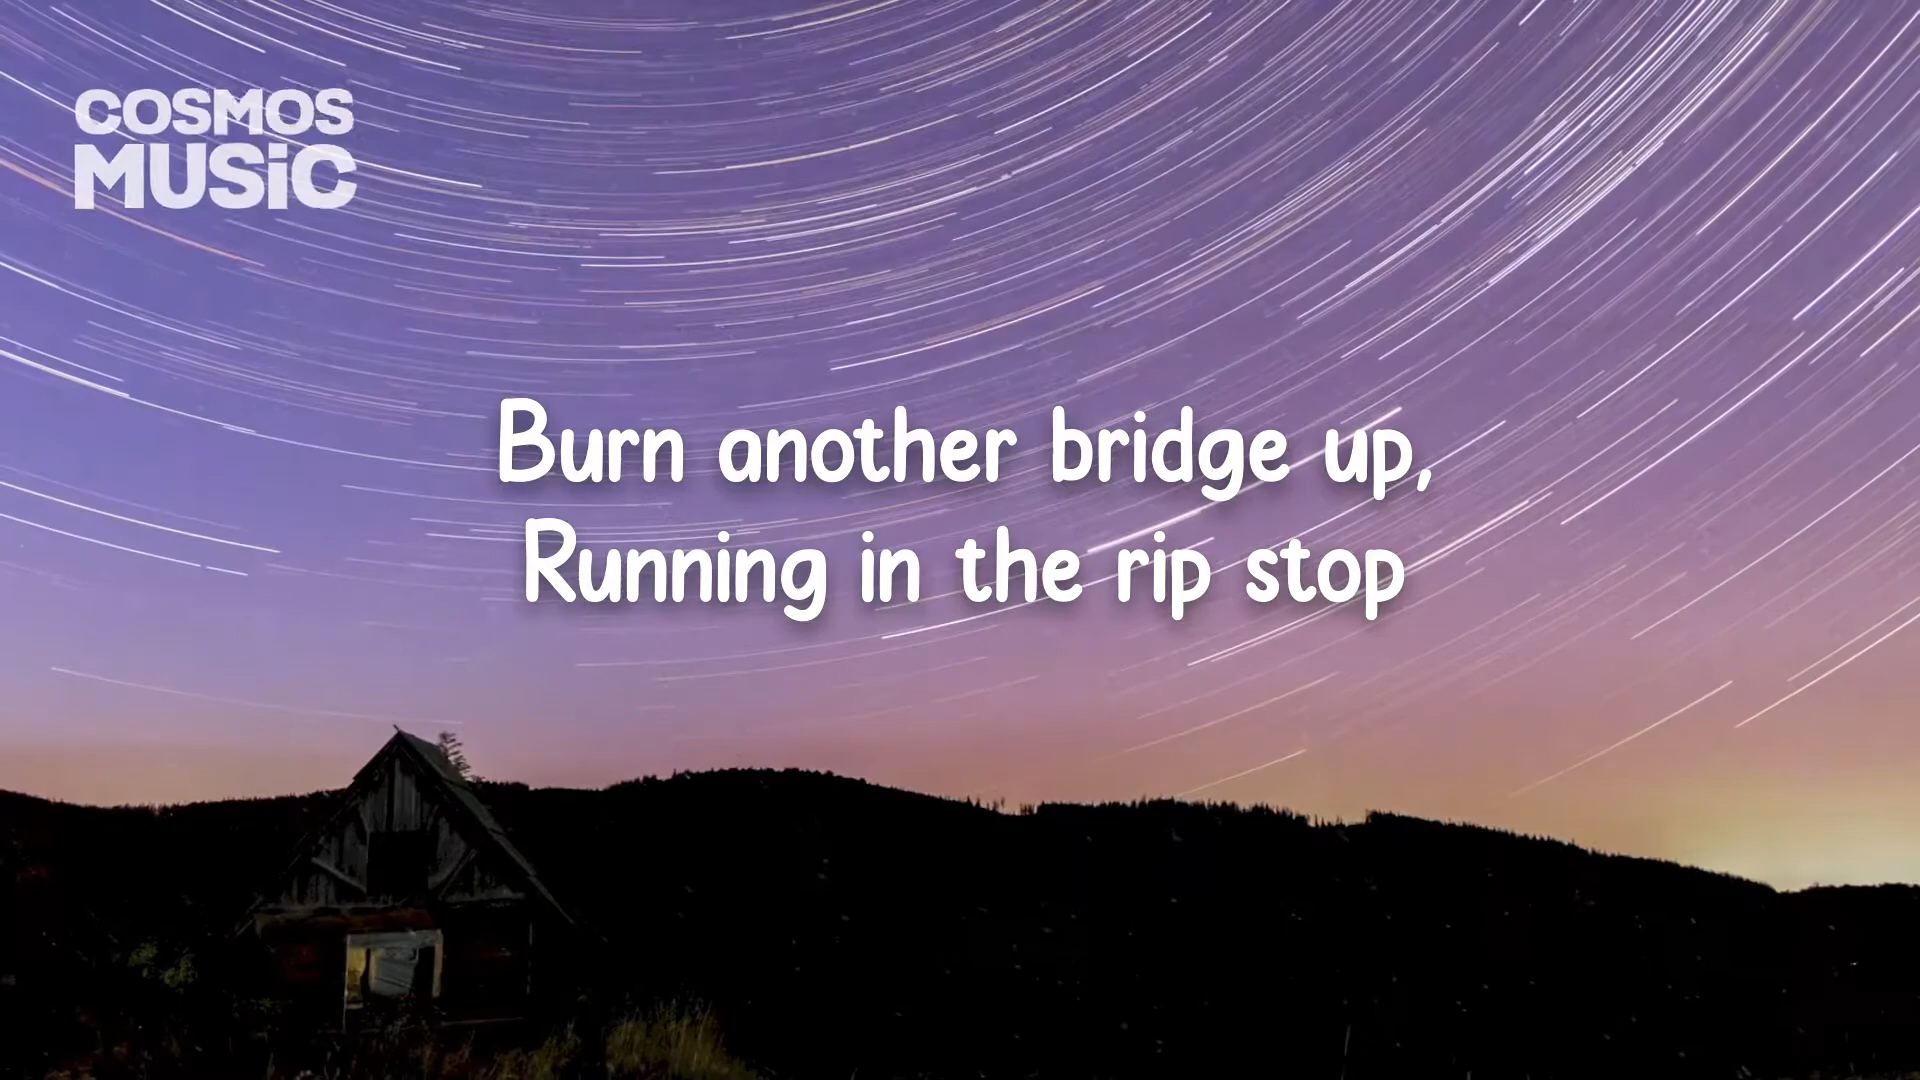 COSMOS
MUSiC
Burn another bridge up,
Running in the rip stop